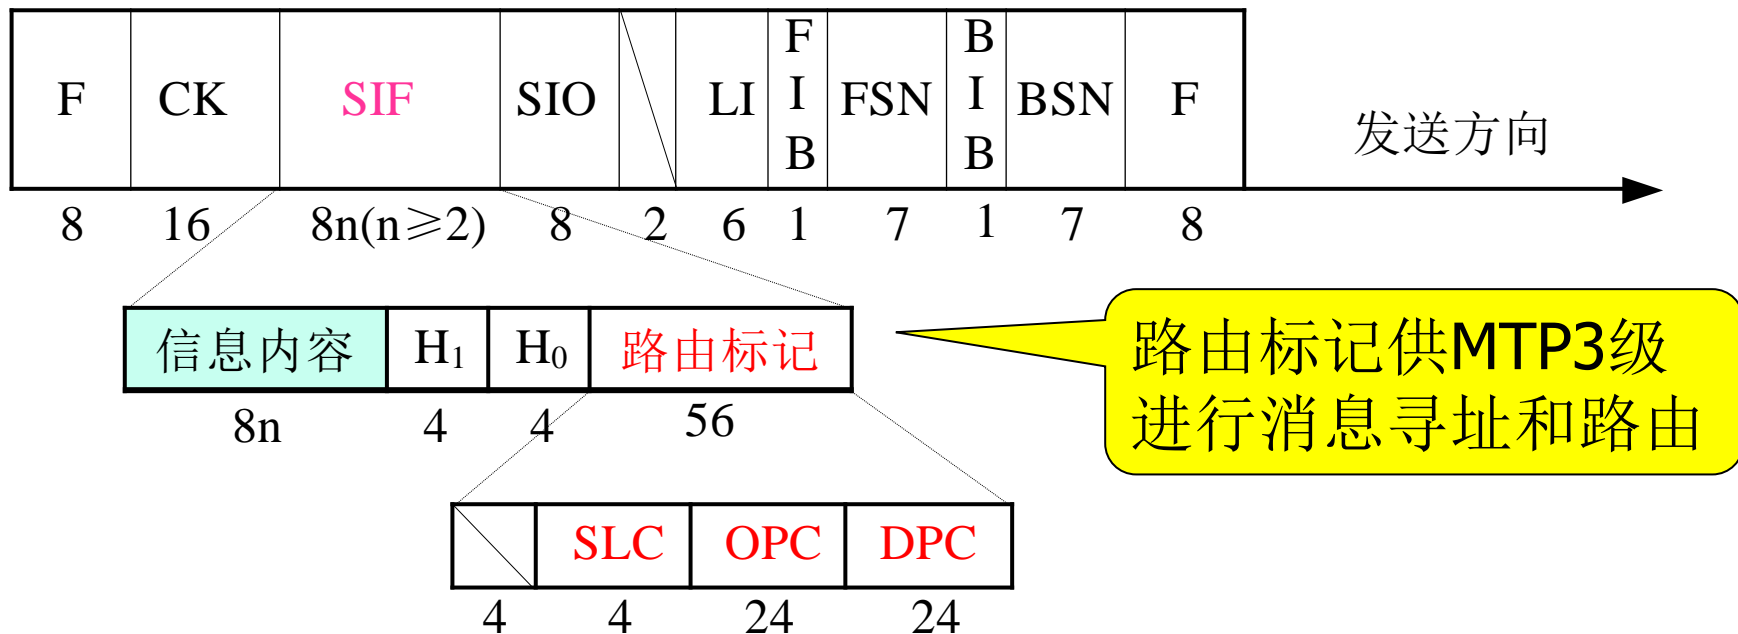 F CK SIF SIO LI FIB FSN BIB BSN F
发送方向
8 16 8n(n≥2) 8 2 6 1 7 1 7 8
信息内容 H₁ H₀ 路由标记
8n 4 4 56
路由标记供MTP3级
进行消息寻址和路由
SLC OPC DPC
4 4 24 24